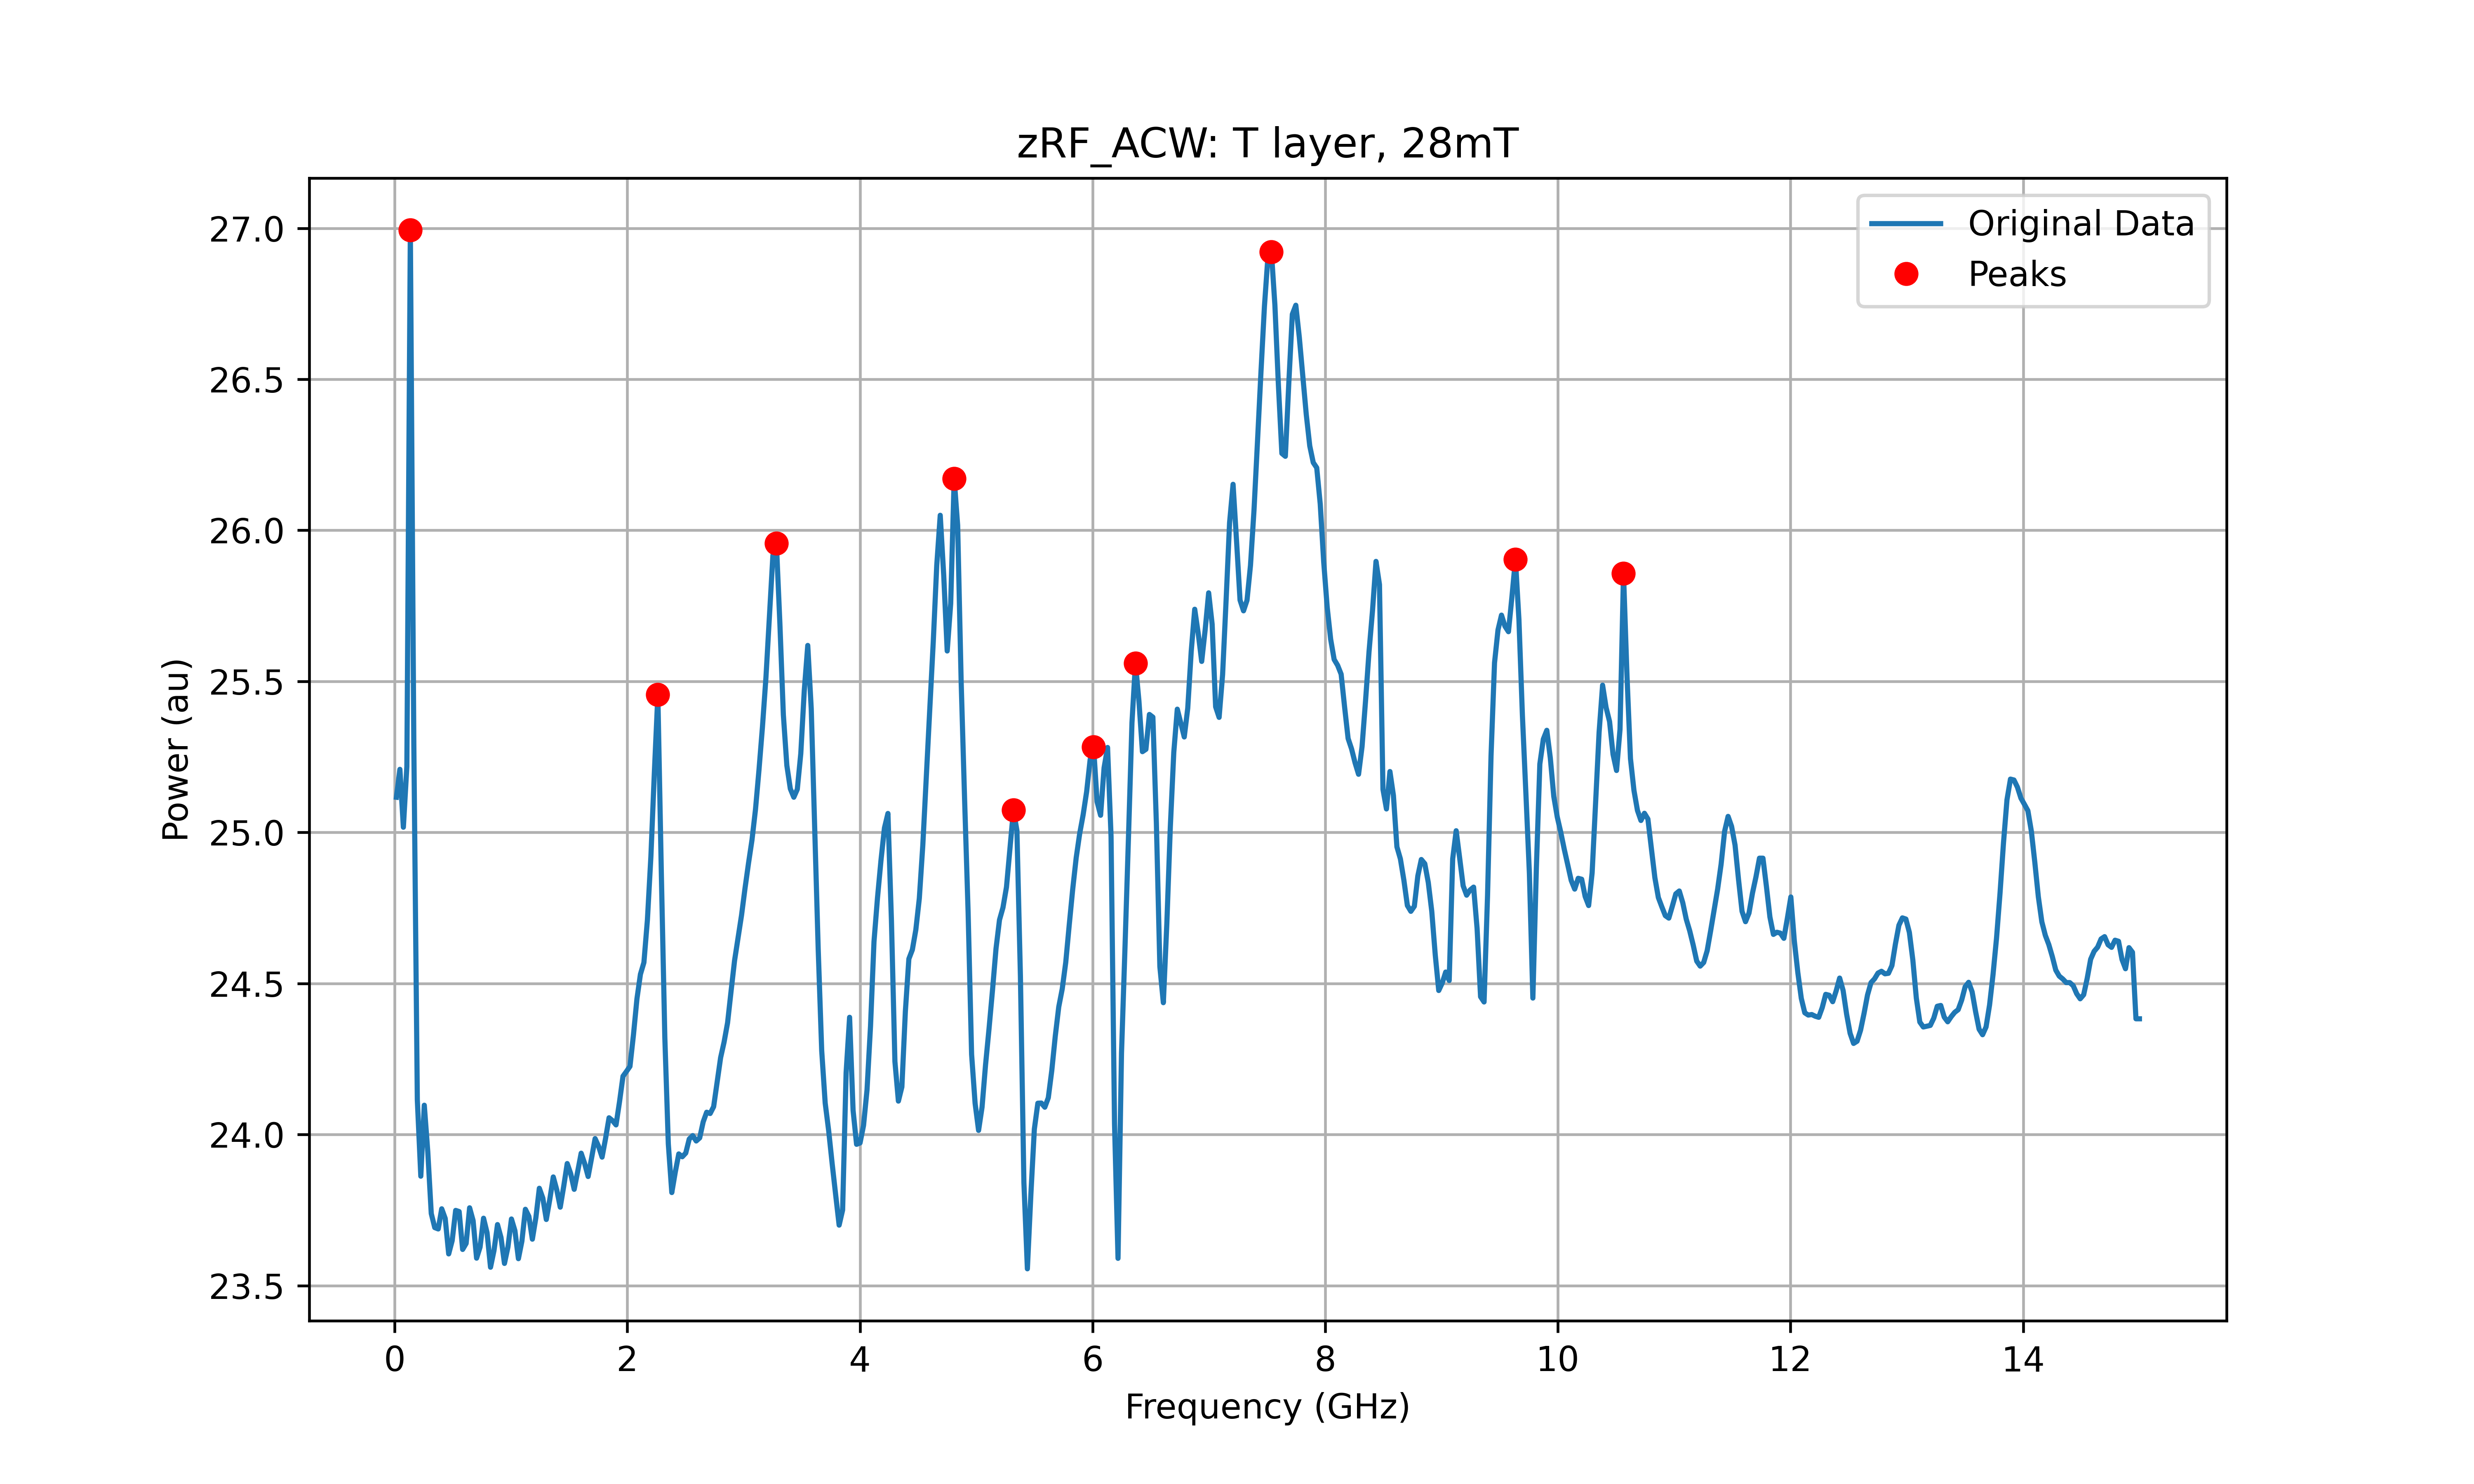 zRF_ACW: T layer, 28mT
Original Data
Peaks
27.0
26.5
26.0
25.5
25.0
24.5
24.0
23.5
Power (au)
0 2 4 6 8 10 12 14
Frequency (GHz)